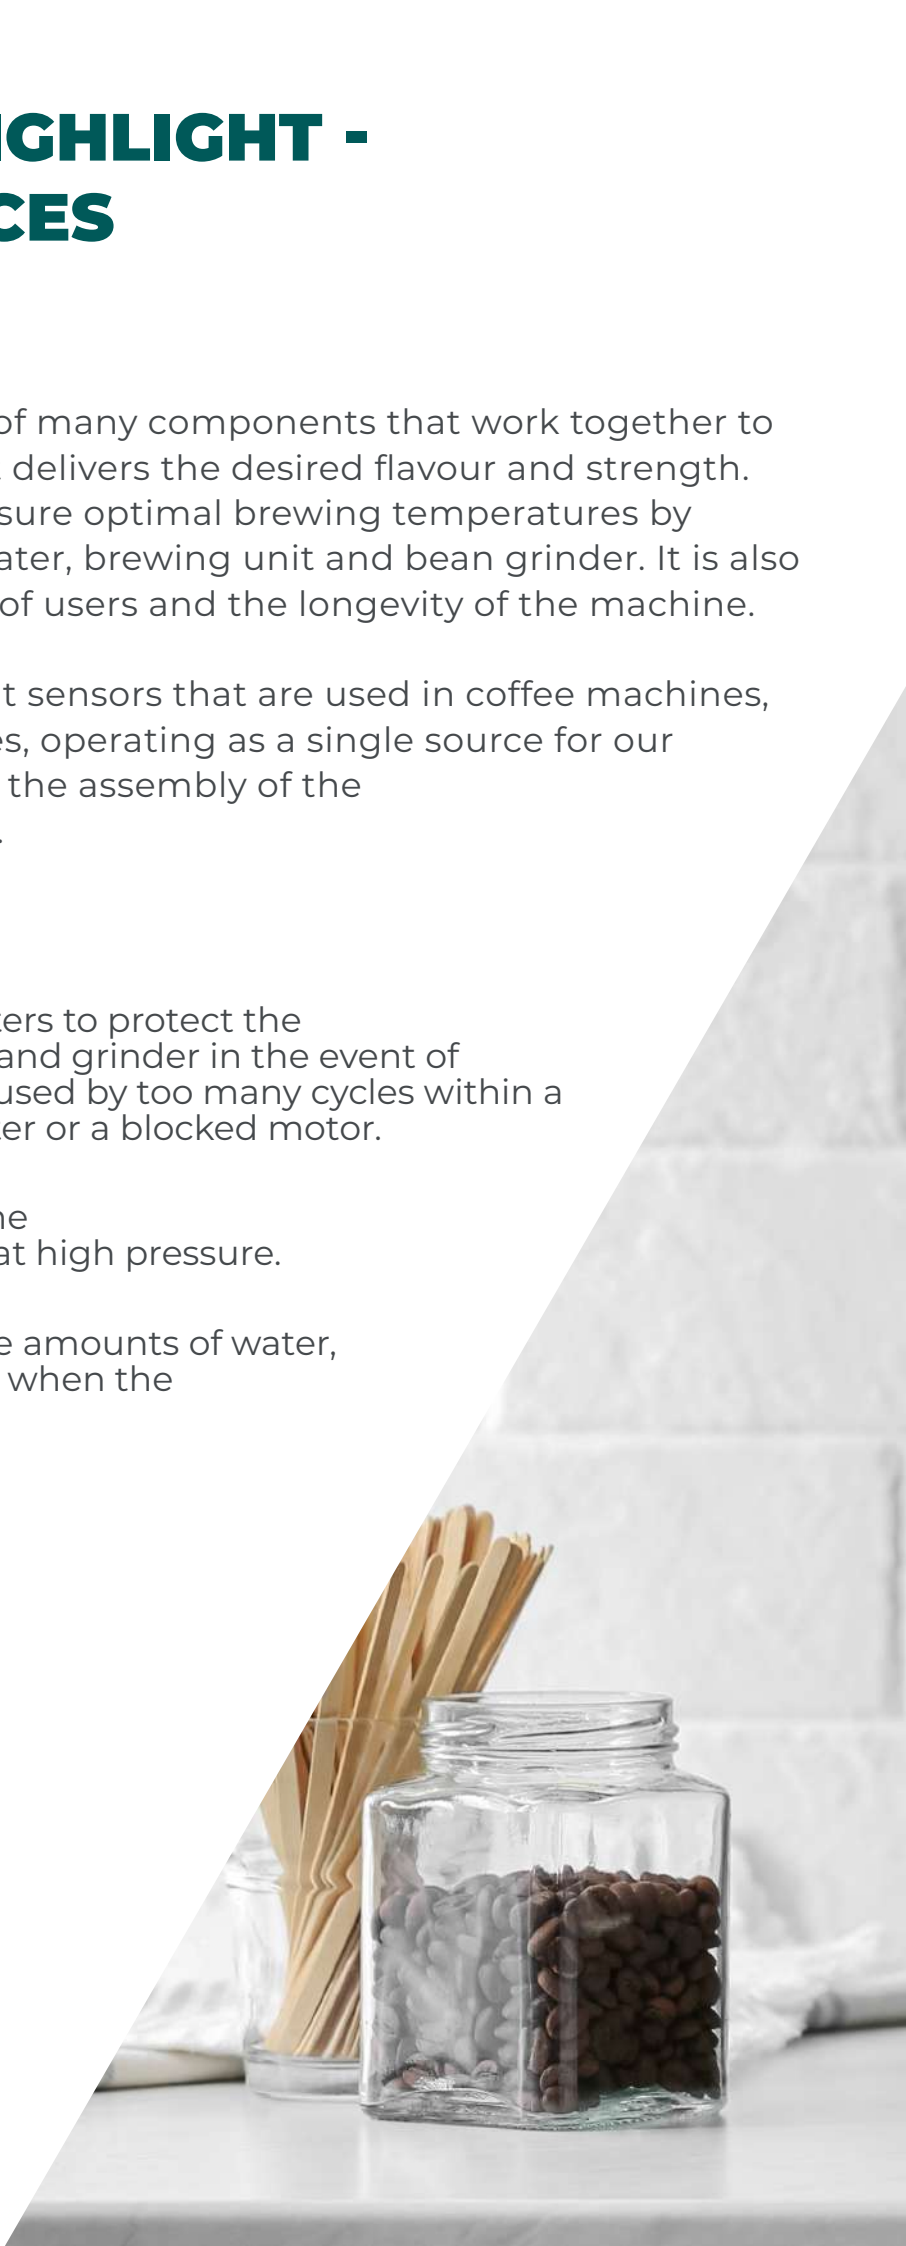 IGHLIGHT -
CES
of many components that work together to
delivers the desired flavour and strength.
sure optimal brewing temperatures by
ater, brewing unit and bean grinder. It is also
of users and the longevity of the machine.
t sensors that are used in coffee machines,
es, operating as a single source for our
the assembly of the
.
ters to protect the
and grinder in the event of
used by too many cycles within a
ter or a blocked motor.
ne
at high pressure.
e amounts of water,
when the